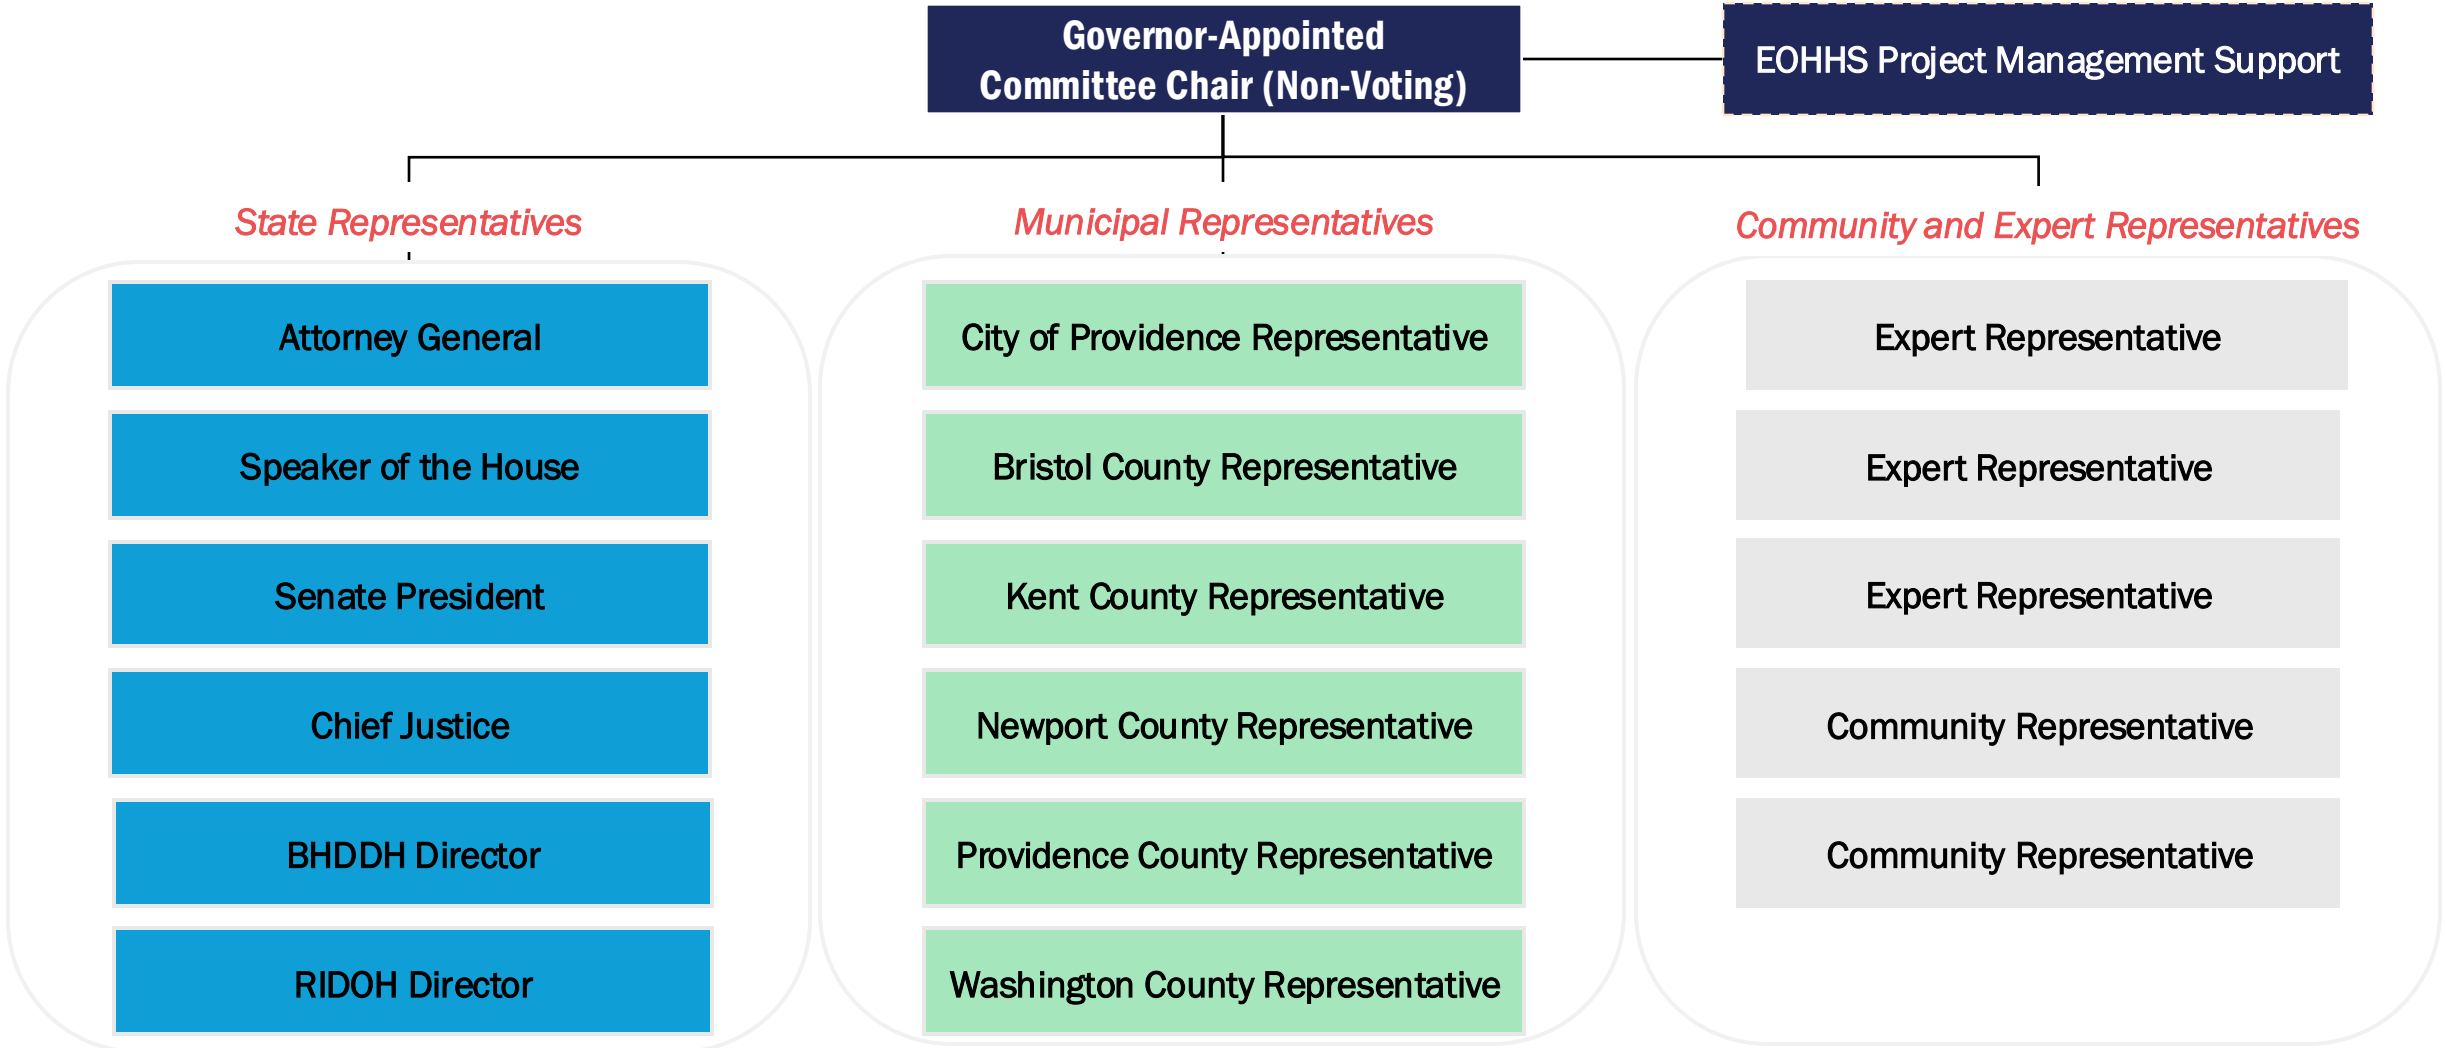 Governor-Appointed
Committee Chair (Non-Voting)
EOHHS Project Management Support
State Representatives
Attorney General
Speaker of the House
Senate President
Chief Justice
BHDDH Director
RIDOH Director
Municipal Representatives
City of Providence Representative
Bristol County Representative
Kent County Representative
Newport County Representative
Providence County Representative
Washington County Representative
Community and Expert Representatives
Expert Representative
Expert Representative
Expert Representative
Community Representative
Community Representative